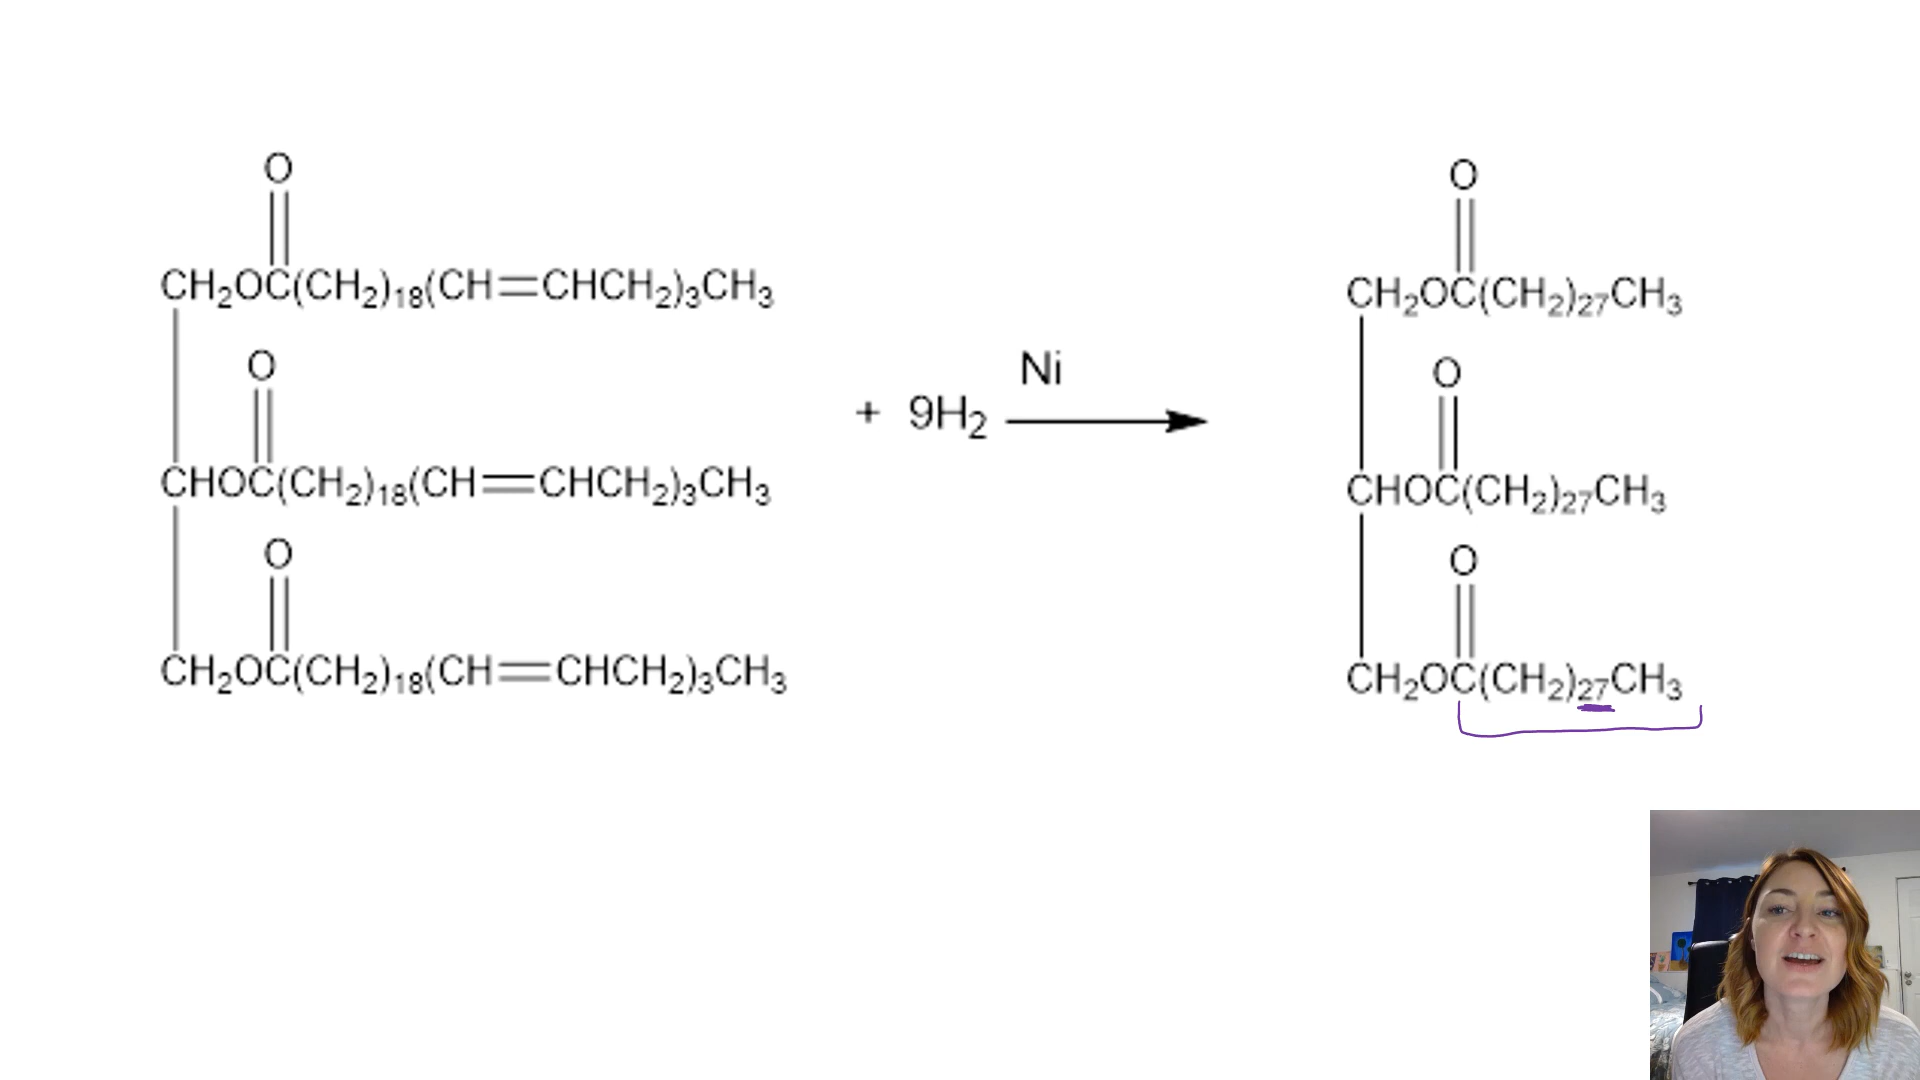 O
CH₂OC(CH₂)₁₈(CH=CHCH₂)₃CH₃
O
CHOC(CH₂)₁₈(CH=CHCH₂)₃CH₃
O
CH₂OC(CH₂)₁₈(CH=CHCH₂)₃CH₃
+ 9H₂
Ni
O
CH₂OC(CH₂)₂₇CH₃
O
CHOC(CH₂)₂₇CH₃
O
CH₂OC(CH₂)₂₇CH₃